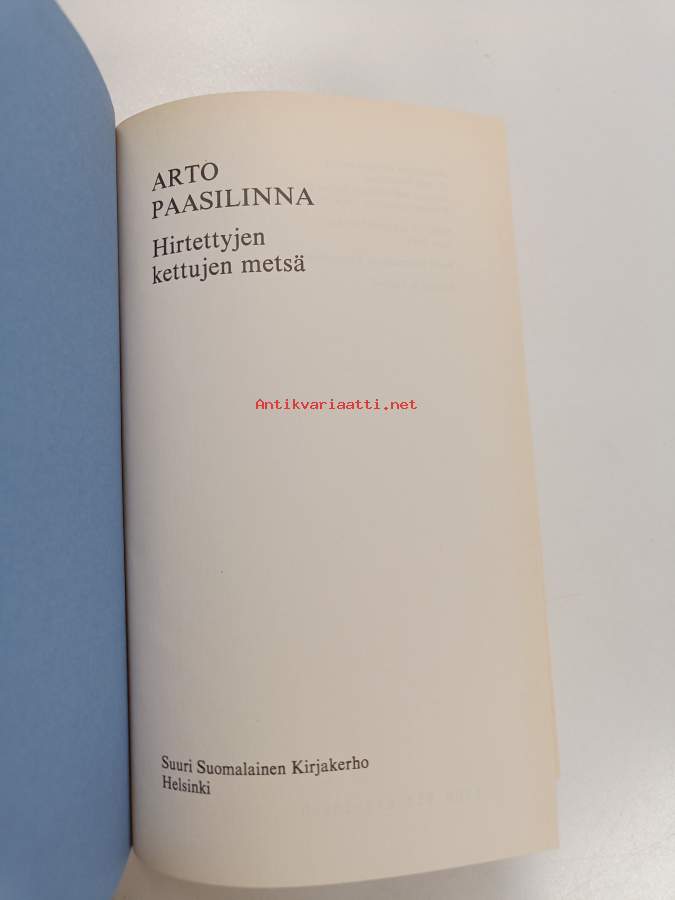 ARTO
PAASILINNA
Hirtettyjen
kettujen metsä
Antikvariaatti.net
Suuri Suomalainen Kirjakerho
Helsinki